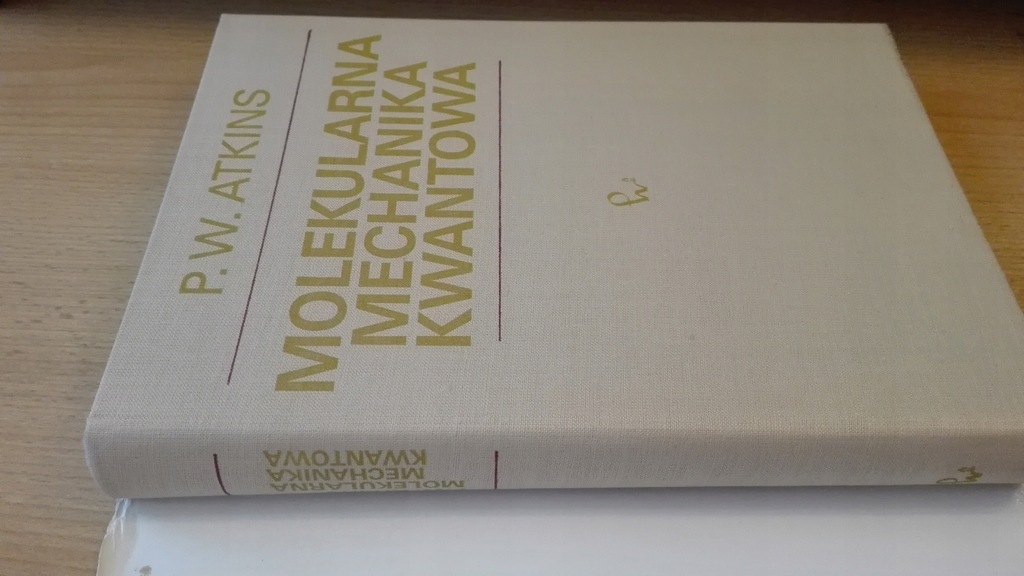 P. W. ATKINS
MOLEKULARNA
MECHANIKA
KWANTOWA
MOLEKULARNA
MECHANIKA
KWANTOWA